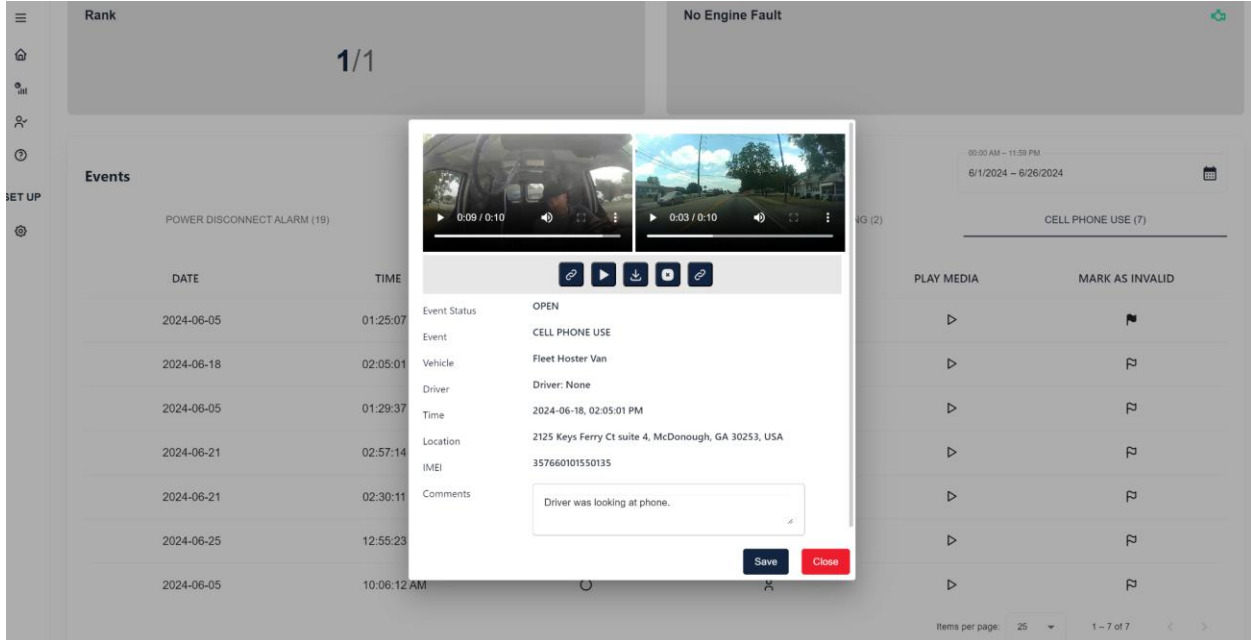 Rank
No Engine Fault
1/1
00:00 AM – 11:59 PM
6/1/2024 – 6/26/2024
Events
SET UP
POWER DISCONNECT ALARM (19)
NG (2)
CELL PHONE USE (7)
0:09 / 0:10
0:03 / 0:10
DATE
TIME
PLAY MEDIA
MARK AS INVALID
Event Status
OPEN
Event
CELL PHONE USE
Vehicle
Fleet Hoster Van
Driver
Driver: None
Time
2024-06-18, 02:05:01 PM
Location
2125 Keys Ferry Ct suite 4, McDonough, GA 30253, USA
IMEI
357660101550135
Comments
Driver was looking at phone.
Save
Close
2024-06-05
01:25:07
2024-06-18
02:05:01
2024-06-05
01:29:37
2024-06-21
02:57:14
2024-06-21
02:30:11
2024-06-25
12:55:23
2024-06-05
10:06:12 AM
Items per page:
25
1 – 7 of 7